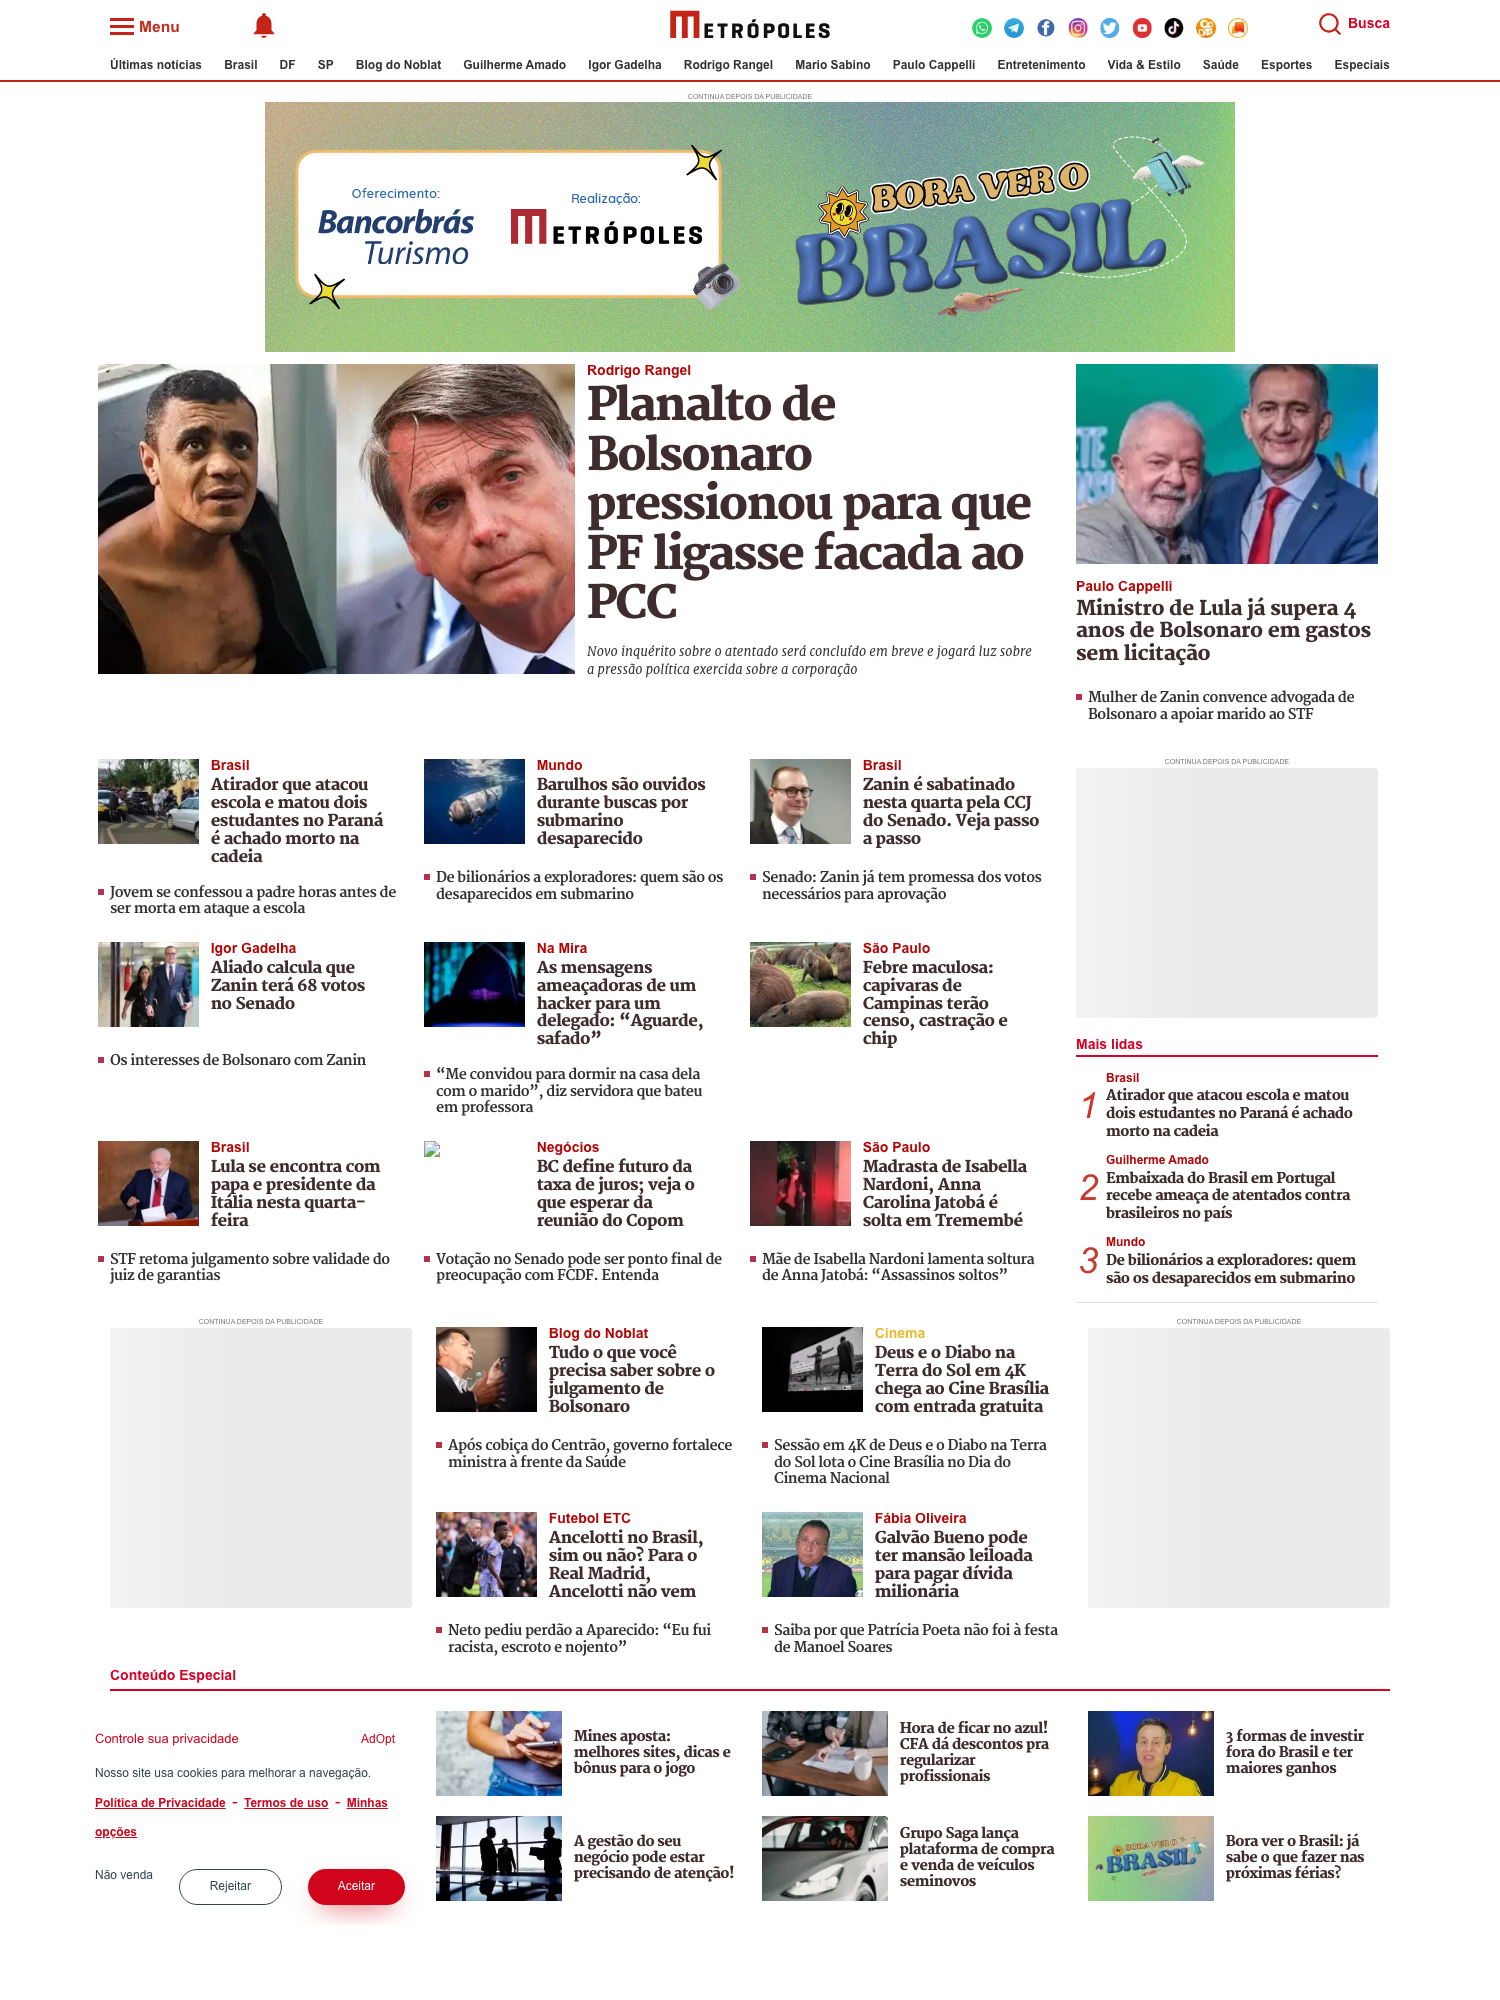 Menu
METRÓPOLES
Busca
Últimas notícias Brasil DF SP Blog do Noblat Guilherme Amado Igor Gadelha Rodrigo Rangel Mario Sabino Paulo Cappelli Entretenimento Vida & Estilo Saúde Esportes Especiais
CONTINUA DEPOIS DA PUBLICIDADE
Oferecimento:
Bancorbrás
Turismo
Realização:
METRÓPOLES
BORA VER O
BRASIL
Rodrigo Rangel
Planalto de
Bolsonaro
pressionou para que
PF ligasse facada ao
PCC
Novo inquérito sobre o atentado será concluído em breve e jogará luz sobre
a pressão política exercida sobre a corporação
Paulo Cappelli
Ministro de Lula já supera 4
anos de Bolsonaro em gastos
sem licitação
Mulher de Zanin convence advogada de
Bolsonaro a apoiar marido ao STF
Brasil
Atirador que atacou
escola e matou dois
estudantes no Paraná
é achado morto na
cadeia
Jovem se confessou a padre horas antes de
ser morta em ataque a escola
Mundo
Barulhos são ouvidos
durante buscas por
submarino
desaparecido
De bilionários a exploradores: quem são os
desaparecidos em submarino
Brasil
Zanin é sabatinado
nesta quarta pela CCJ
do Senado. Veja passo
a passo
Senado: Zanin já tem promessa dos votos
necessários para aprovação
CONTINUA DEPOIS DA PUBLICIDADE
Igor Gadelha
Aliado calcula que
Zanin terá 68 votos
no Senado
Os interesses de Bolsonaro com Zanin
Na Mira
As mensagens
ameaçadoras de um
hacker para um
delegado: “Aguarde,
safado”
“Me convidou para dormir na casa dela
com o marido”, diz servidora que bateu
em professora
São Paulo
Febre maculosa:
capivaras de
Campinas terão
censo, castração e
chip
Mais lidas
1
Brasil
Atirador que atacou escola e matou
dois estudantes no Paraná é achado
morto na cadeia
2
Guilherme Amado
Embaixada do Brasil em Portugal
recebe ameaça de atentados contra
brasileiros no país
3
Mundo
De bilionários a exploradores: quem
são os desaparecidos em submarino
Brasil
Lula se encontra com
papa e presidente da
Itália nesta quarta-
feira
STF retoma julgamento sobre validade do
juiz de garantias
Negócios
BC define futuro da
taxa de juros; veja o
que esperar da
reunião do Copom
Votação no Senado pode ser ponto final de
preocupação com FCDF. Entenda
São Paulo
Madrasta de Isabella
Nardoni, Anna
Carolina Jatobá é
solta em Tremembé
Mãe de Isabella Nardoni lamenta soltura
de Anna Jatobá: “Assassinos soltos”
CONTINUA DEPOIS DA PUBLICIDADE
Blog do Noblat
Tudo o que você
precisa saber sobre o
julgamento de
Bolsonaro
Após cobiça do Centrão, governo fortalece
ministra à frente da Saúde
Cinema
Deus e o Diabo na
Terra do Sol em 4K
chega ao Cine Brasília
com entrada gratuita
Sessão em 4K de Deus e o Diabo na Terra
do Sol lota o Cine Brasília no Dia do
Cinema Nacional
CONTINUA DEPOIS DA PUBLICIDADE
Futebol ETC
Ancelotti no Brasil,
sim ou não? Para o
Real Madrid,
Ancelotti não vem
Neto pediu perdão a Aparecido: “Eu fui
racista, escroto e nojento”
Fábia Oliveira
Galvão Bueno pode
ter mansão leiloada
para pagar dívida
milionária
Saiba por que Patrícia Poeta não foi à festa
de Manoel Soares
Conteúdo Especial
Controle sua privacidade
AdOpt
Nosso site usa cookies para melhorar a navegação.
Política de Privacidade - Termos de uso - Minhas
opções
Não venda
Rejeitar
Aceitar
Mines aposta:
melhores sites, dicas e
bônus para o jogo
Hora de ficar no azul!
CFA dá descontos pra
regularizar
profissionais
3 formas de investir
fora do Brasil e ter
maiores ganhos
A gestão do seu
negócio pode estar
precisando de atenção!
Grupo Saga lança
plataforma de compra
e venda de veículos
seminovos
BORA VER O
BRASIL
Bora ver o Brasil: já
sabe o que fazer nas
próximas férias?